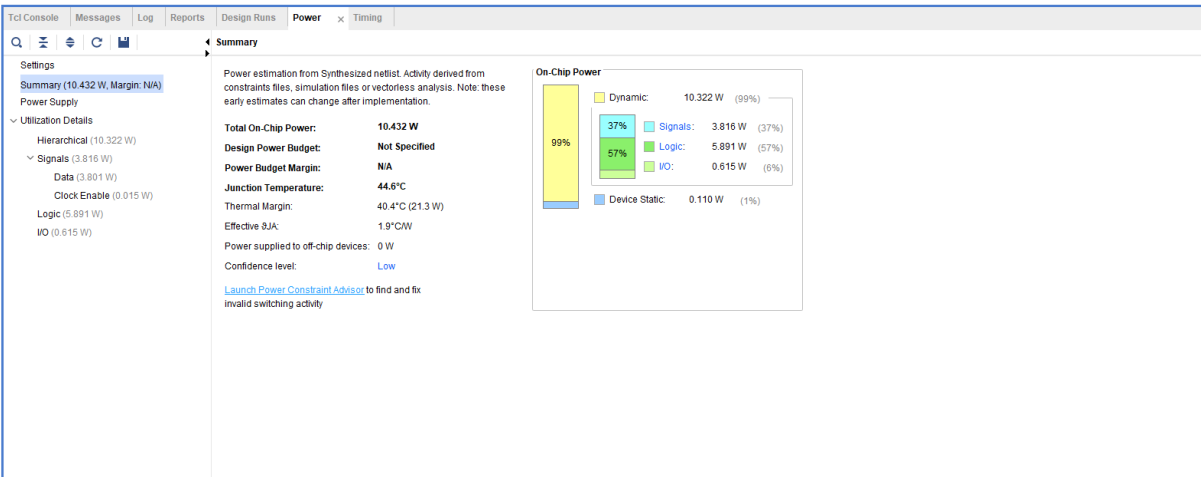 Tcl Console Messages Log Reports Design Runs Power × Timing
Summary
Settings
Summary (10.432 W, Margin: N/A)
Power Supply
Utilization Details
Hierarchical (10.322 W)
Signals (3.816 W)
Data (3.801 W)
Clock Enable (0.015 W)
Logic (5.891 W)
I/O (0.615 W)
Power estimation from Synthesized netlist. Activity derived from
constraints files, simulation files or vectorless analysis. Note: these
early estimates can change after implementation.
Total On-Chip Power: 10.432 W
Design Power Budget: Not Specified
Power Budget Margin: N/A
Junction Temperature: 44.6°C
Thermal Margin: 40.4°C (21.3 W)
Effective ϑJA: 1.9°C/W
Power supplied to off-chip devices: 0 W
Confidence level: Low
Launch Power Constraint Advisor to find and fix
invalid switching activity
On-Chip Power
Dynamic: 10.322 W (99%)
37% Signals: 3.816 W (37%)
99%
57% Logic: 5.891 W (57%)
I/O: 0.615 W (6%)
Device Static: 0.110 W (1%)